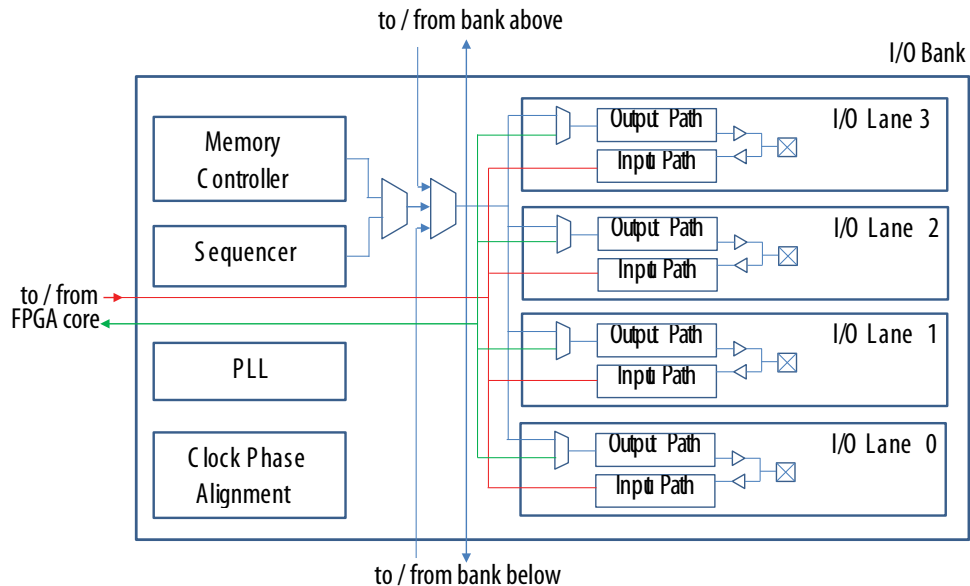 to / from bank above
I/O Bank
Memory
Controller
Sequencer
to / from
FPGA core
PLL
Clock Phase
Alignment
Output Path
Input Path
I/O Lane 3
Output Path
Input Path
I/O Lane 2
Output Path
Input Path
I/O Lane 1
Output Path
Input Path
I/O Lane 0
to / from bank below